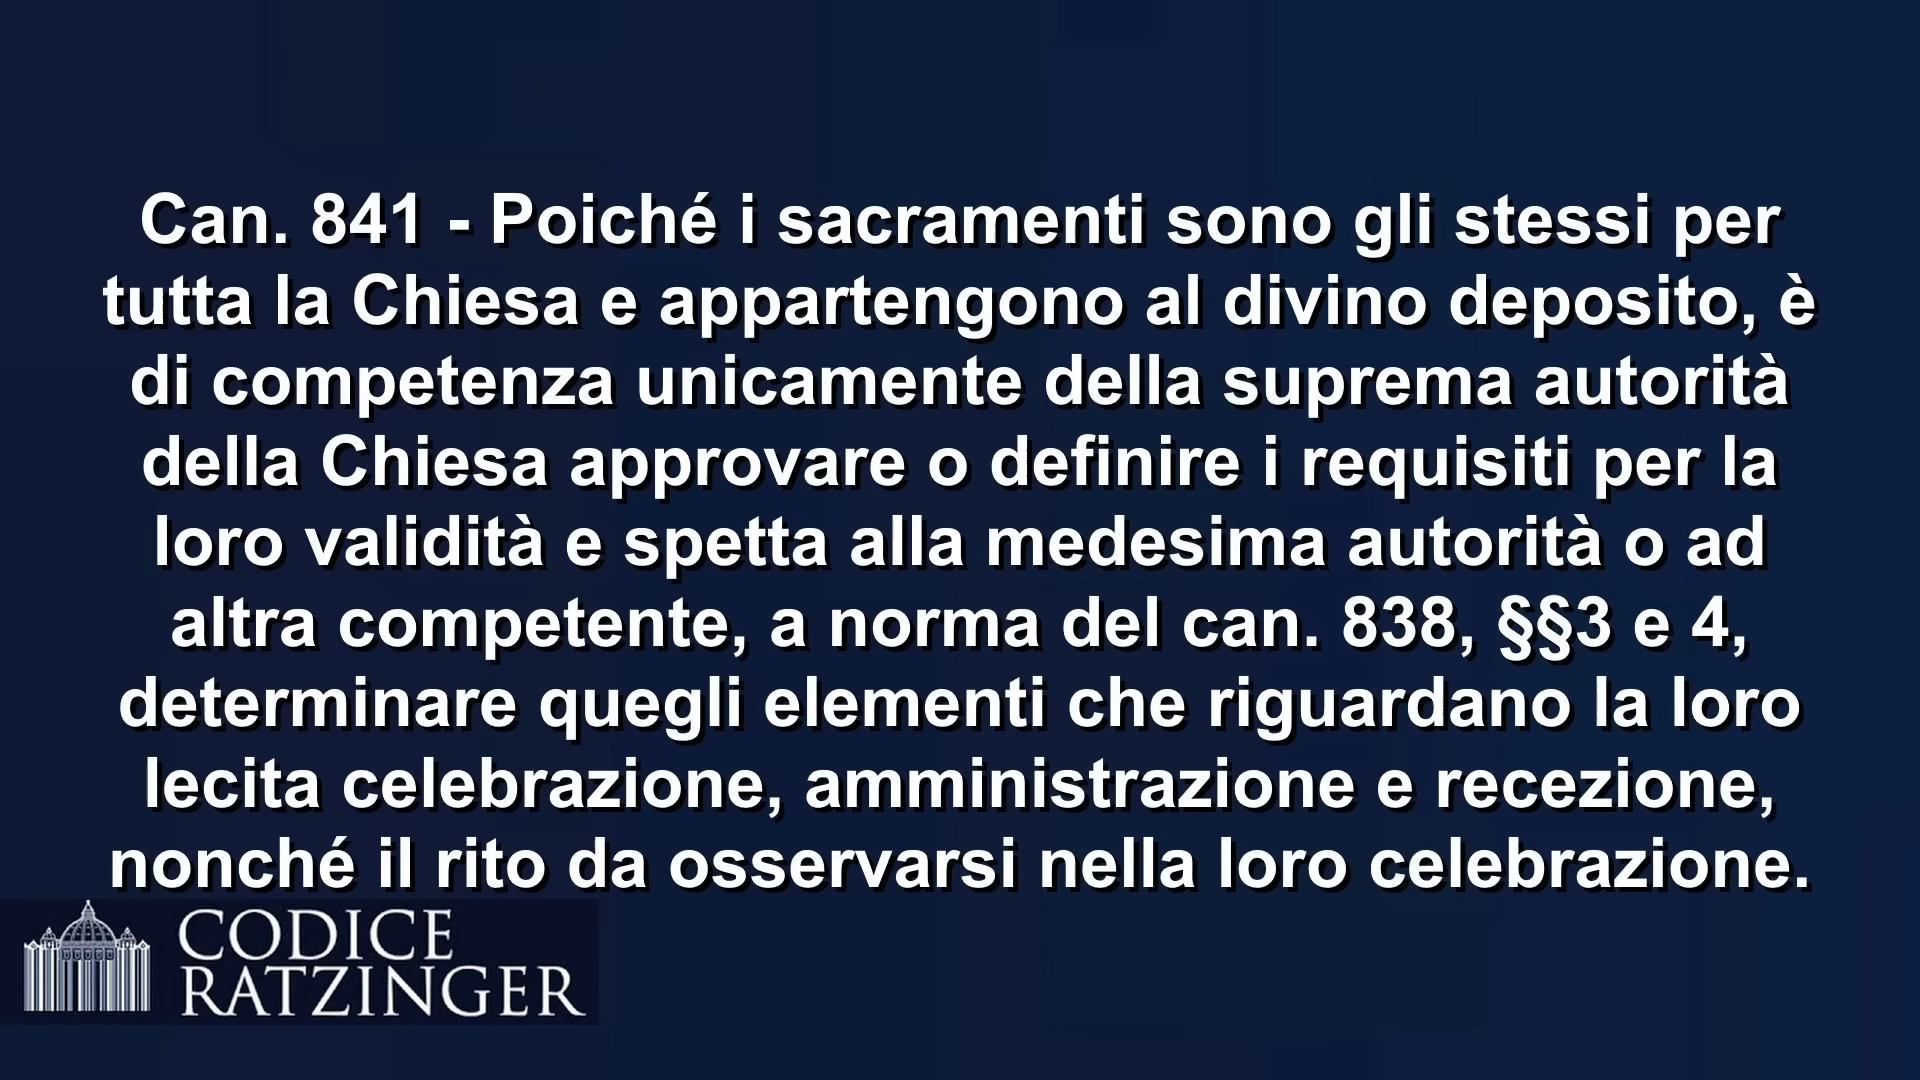 Can. 841 - Poiché i sacramenti sono gli stessi per
tutta la Chiesa e appartengono al divino deposito, è
di competenza unicamente della suprema autorità
della Chiesa approvare o definire i requisiti per la
loro validità e spetta alla medesima autorità o ad
altra competente, a norma del can. 838, §§3 e 4,
determinare quegli elementi che riguardano la loro
lecita celebrazione, amministrazione e recezione,
nonché il rito da osservarsi nella loro celebrazione.
CODICE
RATZINGER